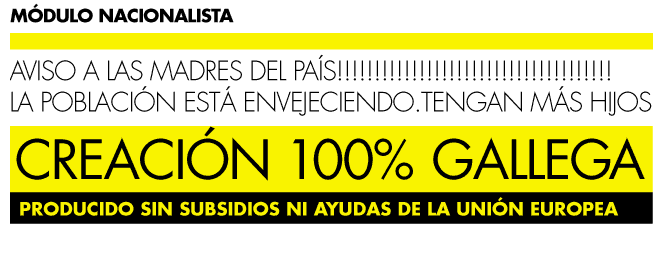 MÓDULO NACIONALISTA
AVISO A LAS MADRES DEL PAÍS!!!!!!!!!!!!!!!!!!!!!!!!!!!!!!!!!!!!!!
LA POBLACIÓN ESTÁ ENVEJECIENDO.TENGAN MÁS HIJOS
CREACIÓN 100% GALLEGA
PRODUCIDO SIN SUBSIDIOS NI AYUDAS DE LA UNIÓN EUROPEA